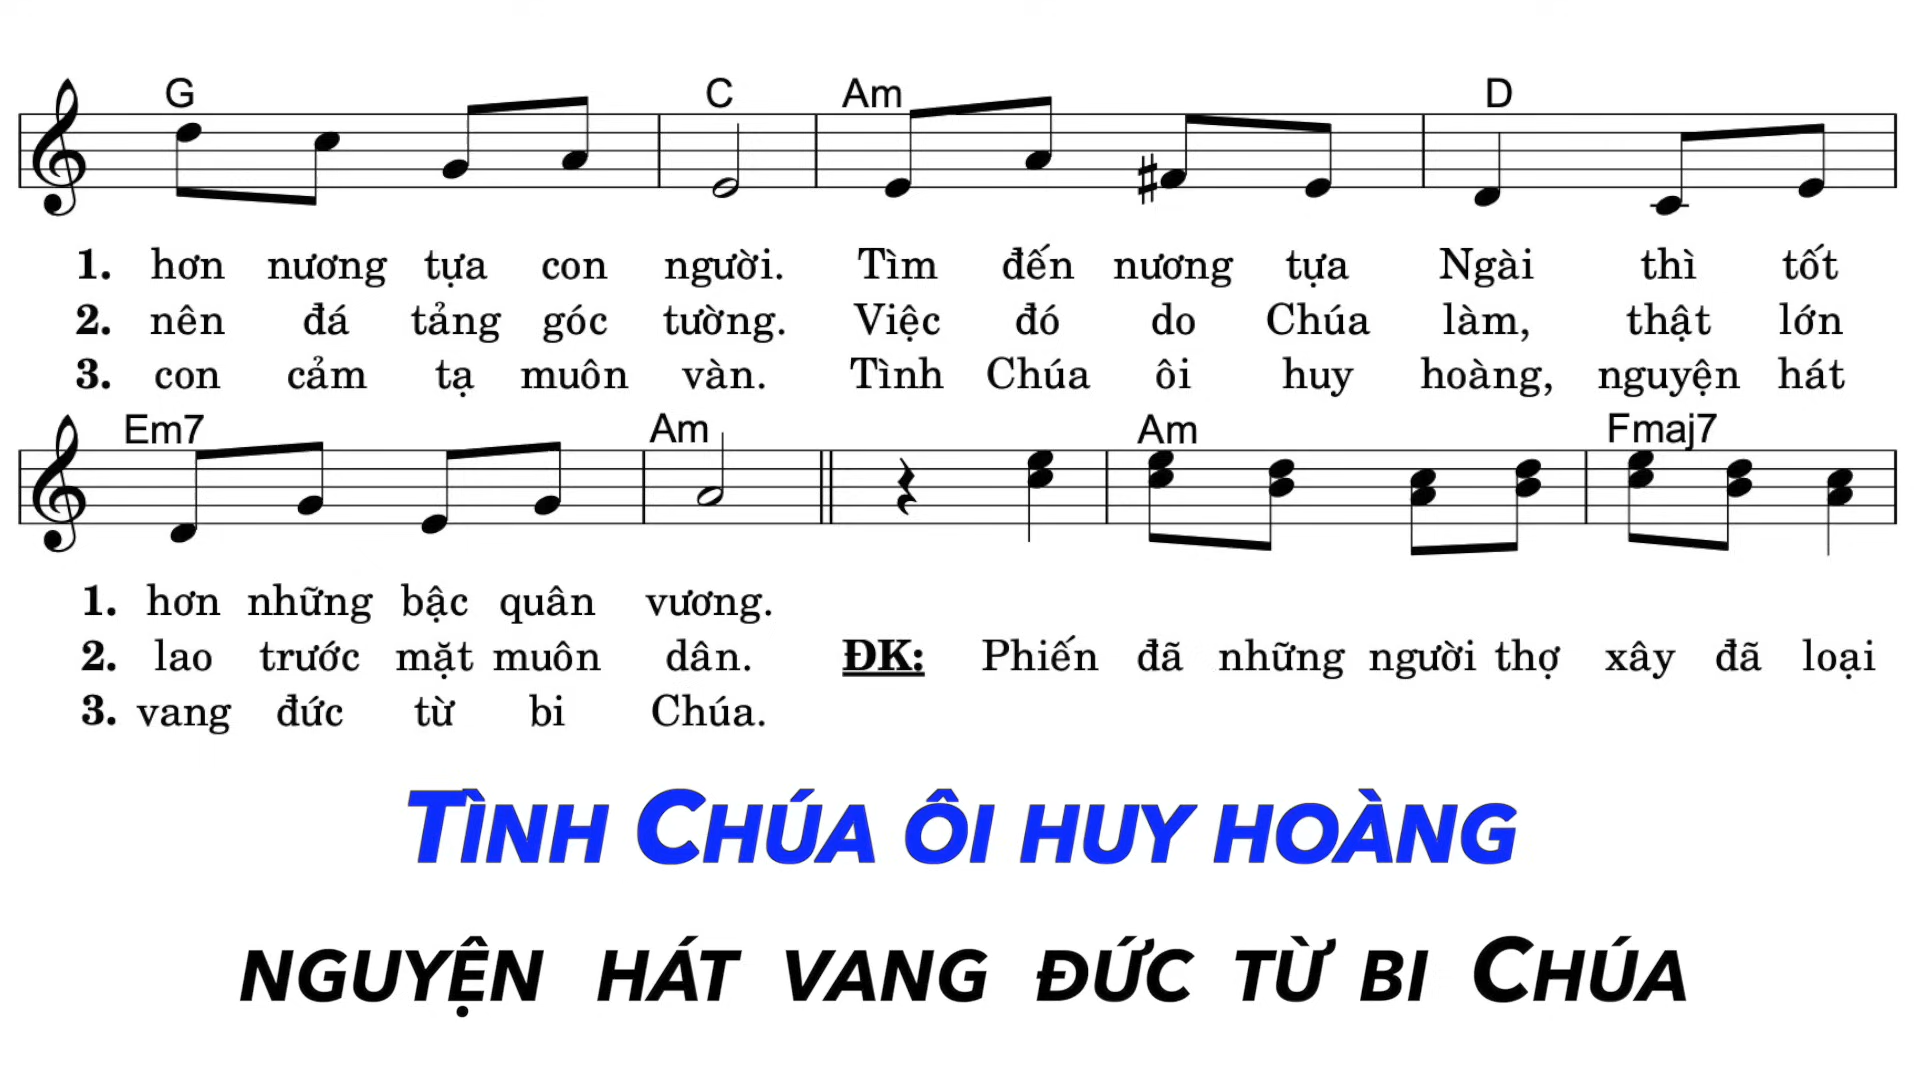 G C Am D
1. hơn nương tựa con người. Tìm đến nương tựa Ngài thì tốt
2. nên đá tảng góc tường. Việc đó do Chúa làm, thật lớn
3. con cảm tạ muôn vàn. Tình Chúa ôi huy hoàng, nguyện hát
Em7 Am Am Fmaj7
1. hơn những bậc quân vương.
2. lao trước mặt muôn dân. ĐK: Phiến đã những người thợ xây đã loại
3. vang đức từ bi Chúa.
TÌNH CHÚA ÔI HUY HOÀNG
NGUYỆN HÁT VANG ĐỨC TỪ BI CHÚA